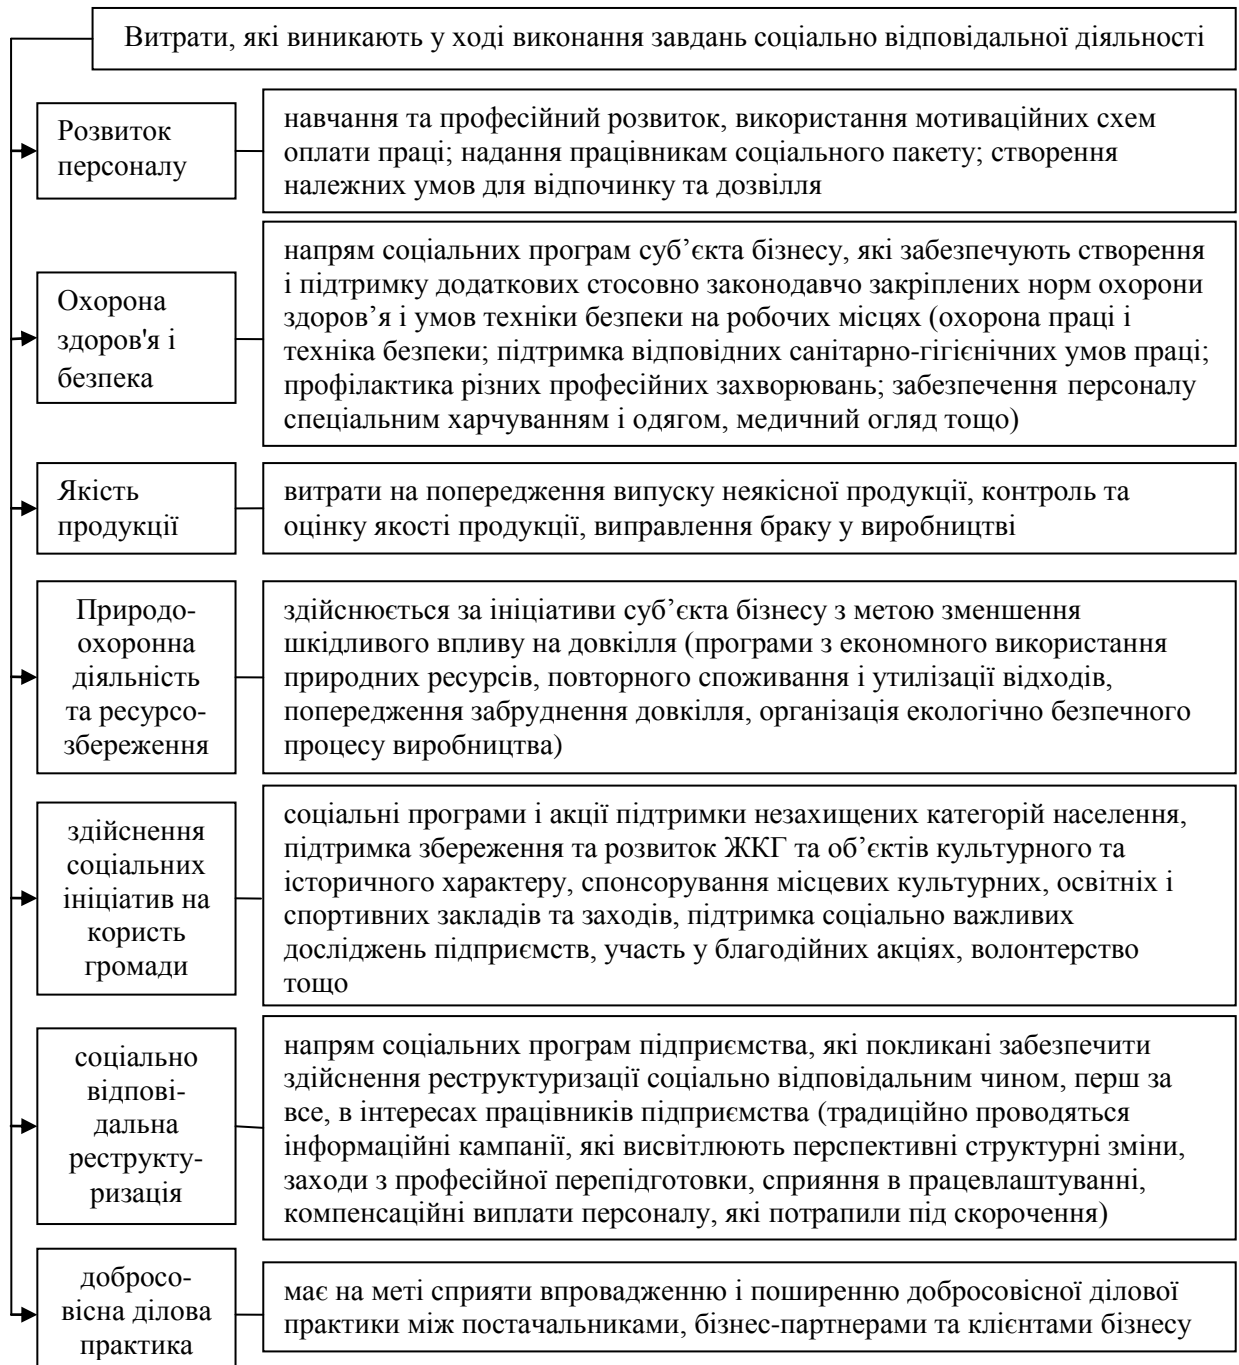 Витрати, які виникають у ході виконання завдань соціально відповідальної діяльності
Розвиток
персоналу
навчання та професійний розвиток, використання мотиваційних схем
оплати праці; надання працівникам соціального пакету; створення
належних умов для відпочинку та дозвілля
Охорона
здоров'я і
безпека
напрям соціальних програм суб’єкта бізнесу, які забезпечують створення
і підтримку додаткових стосовно законодавчо закріплених норм охорони
здоров’я і умов техніки безпеки на робочих місцях (охорона праці і
техніка безпеки; підтримка відповідних санітарно-гігієнічних умов праці;
профілактика різних професійних захворювань; забезпечення персоналу
спеціальним харчуванням і одягом, медичний огляд тощо)
Якість
продукції
витрати на попередження випуску неякісної продукції, контроль та
оцінку якості продукції, виправлення браку у виробництві
Природо-
охоронна
діяльність
та ресурсо-
збереження
здійснюється за ініціативи суб’єкта бізнесу з метою зменшення
шкідливого впливу на довкілля (програми з економного використання
природних ресурсів, повторного споживання і утилізації відходів,
попередження забруднення довкілля, організація екологічно безпечного
процесу виробництва)
здійснення
соціальних
ініціатив на
користь
громади
соціальні програми і акції підтримки незахищених категорій населення,
підтримка збереження та розвиток ЖКГ та об’єктів культурного та
історичного характеру, спонсорування місцевих культурних, освітніх і
спортивних закладів та заходів, підтримка соціально важливих
досліджень підприємств, участь у благодійних акціях, волонтерство
тощо
соціально
відпові-
дальна
реструкту-
ризація
напрям соціальних програм підприємства, які покликані забезпечити
здійснення реструктуризації соціально відповідальним чином, перш за
все, в інтересах працівників підприємства (традиційно проводяться
інформаційні кампанії, які висвітлюють перспективні структурні зміни,
заходи з професійної перепідготовки, сприяння в працевлаштуванні,
компенсаційні виплати персоналу, які потрапили під скорочення)
добросо-
вісна ділова
практика
має на меті сприяти впровадженню і поширенню добросовісної ділової
практики між постачальниками, бізнес-партнерами та клієнтами бізнесу